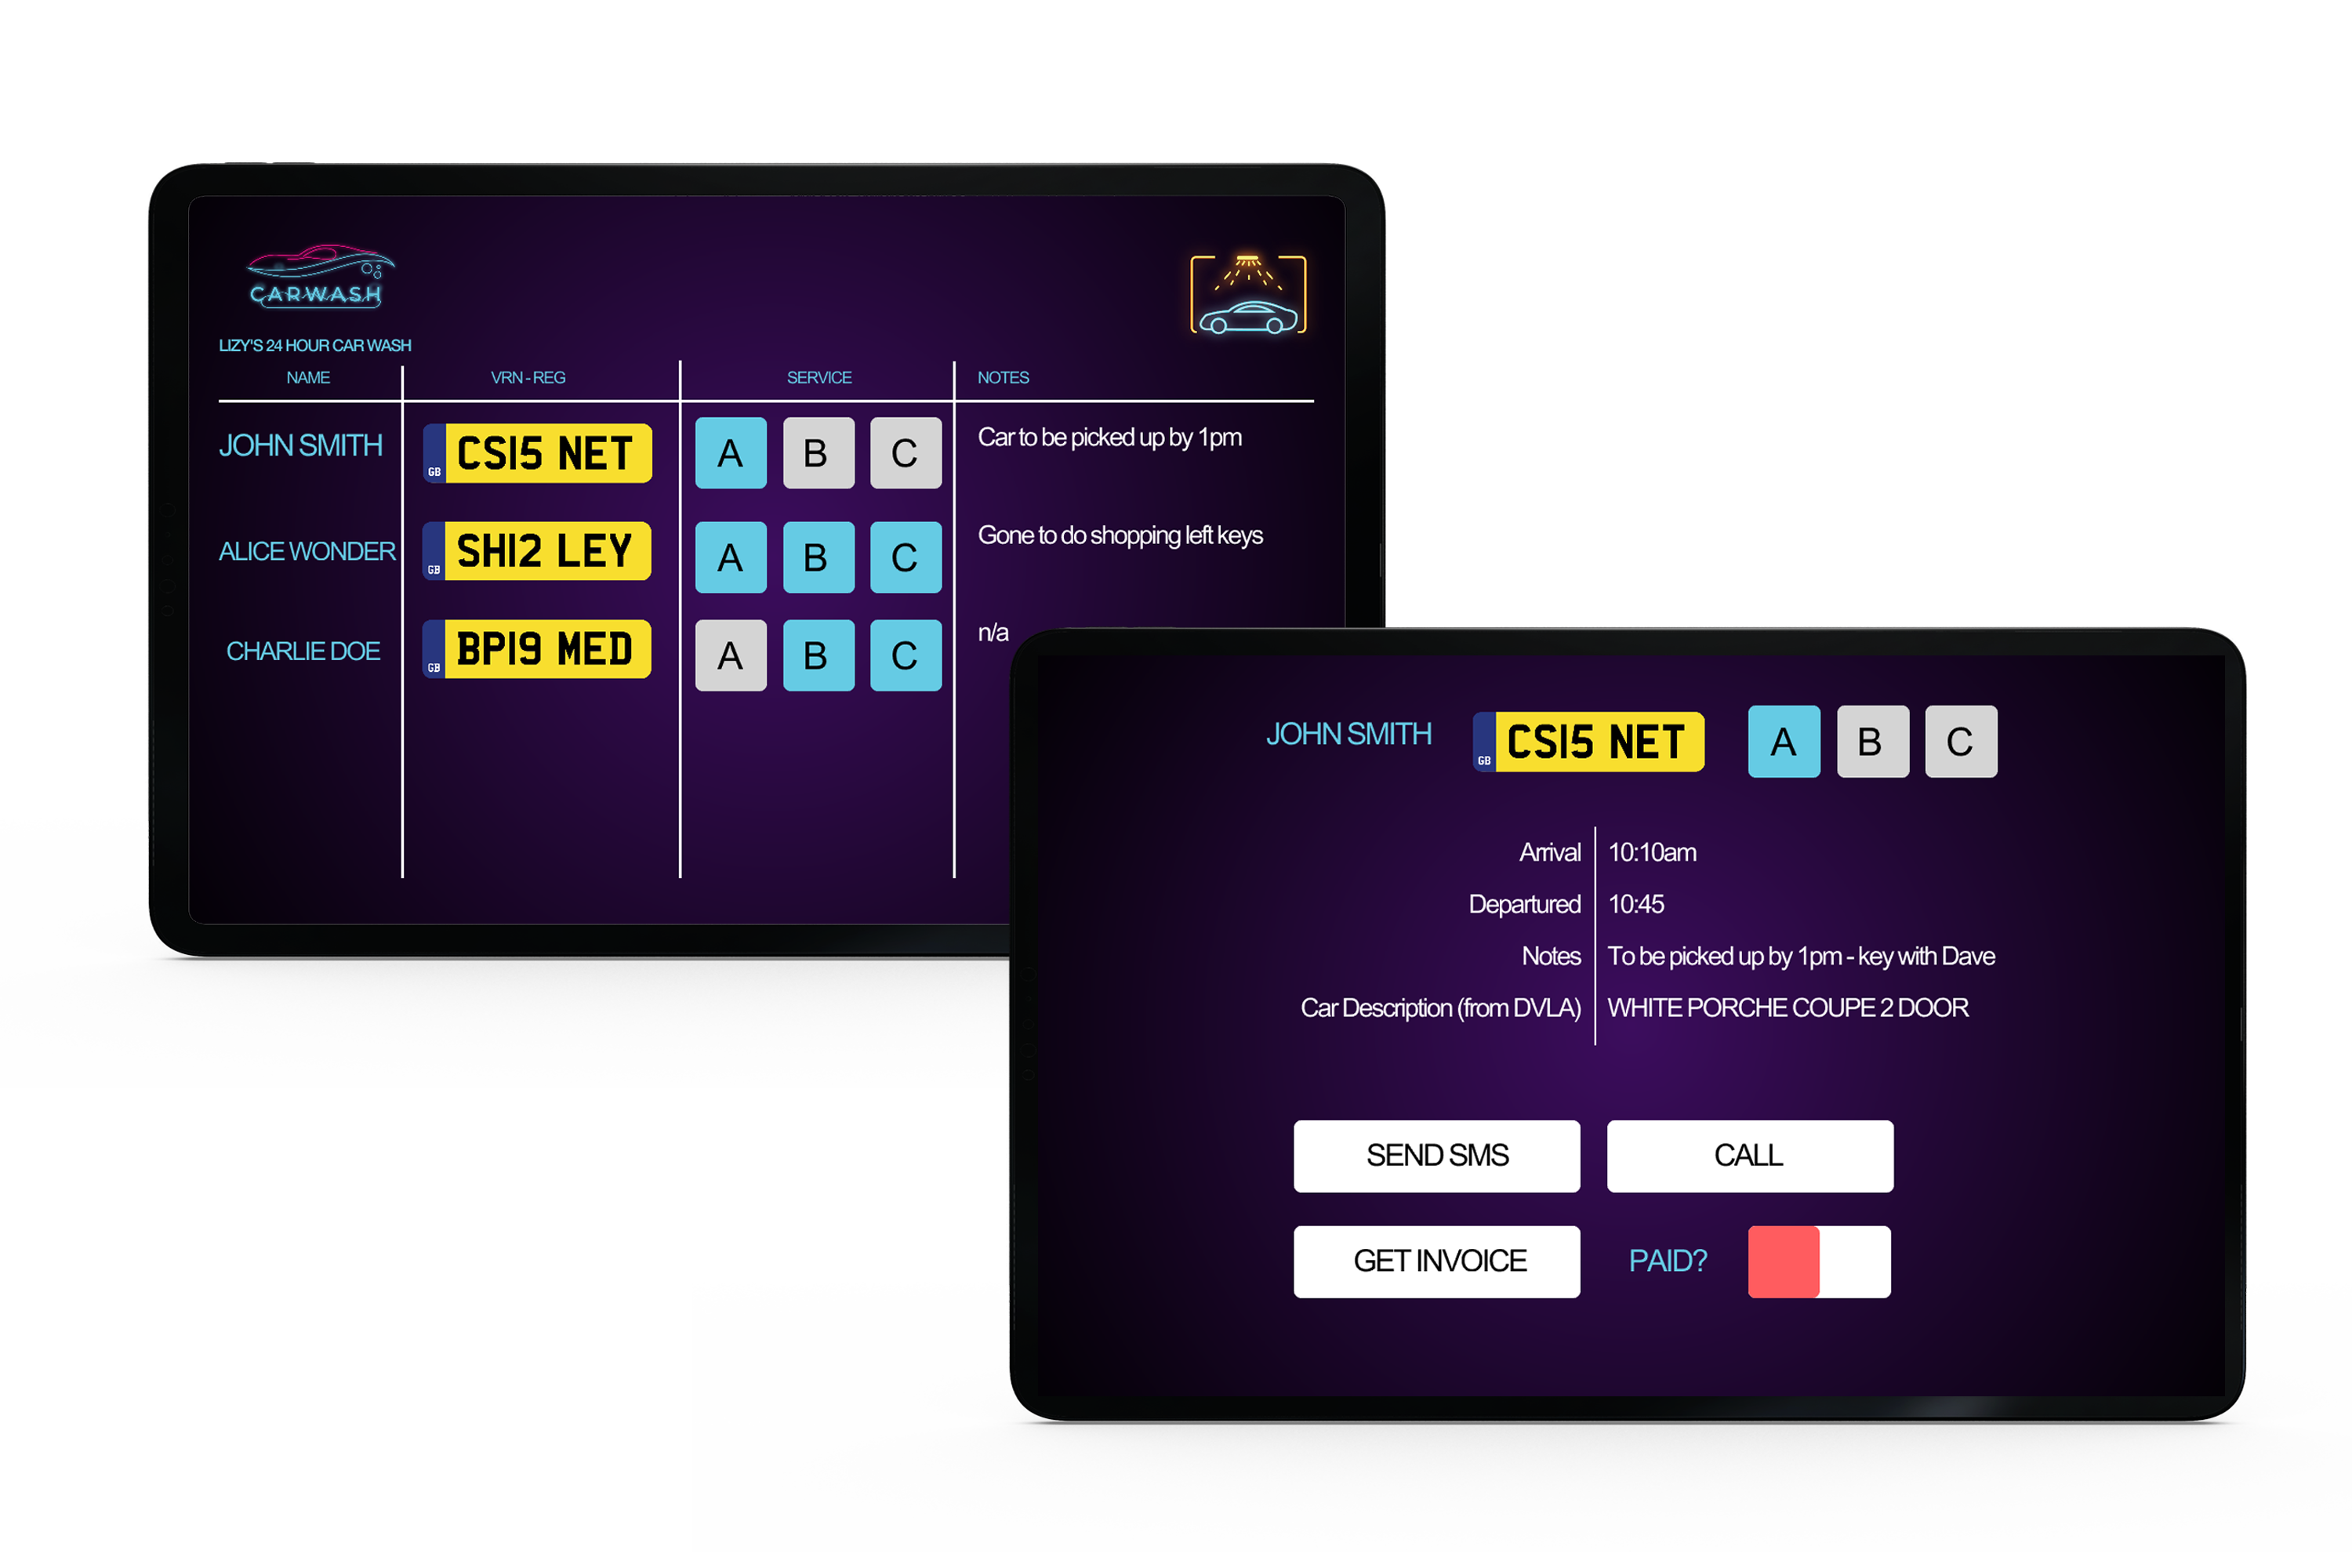 CARWASH
LIZY'S 24 HOUR CAR WASH
NAME VRN - REG SERVICE NOTES
JOHN SMITH GB CS15 NET A B C Car to be picked up by 1pm
ALICE WONDER GB SH12 LEY A B C Gone to do shopping left keys
CHARLIE DOE GB BP19 MED A B C n/a
JOHN SMITH GB CS15 NET A B C
Arrival 10:10am
Departured 10:45
Notes To be picked up by 1pm - key with Dave
Car Description (from DVLA) WHITE PORCHE COUPE 2 DOOR
SEND SMS CALL
GET INVOICE PAID?